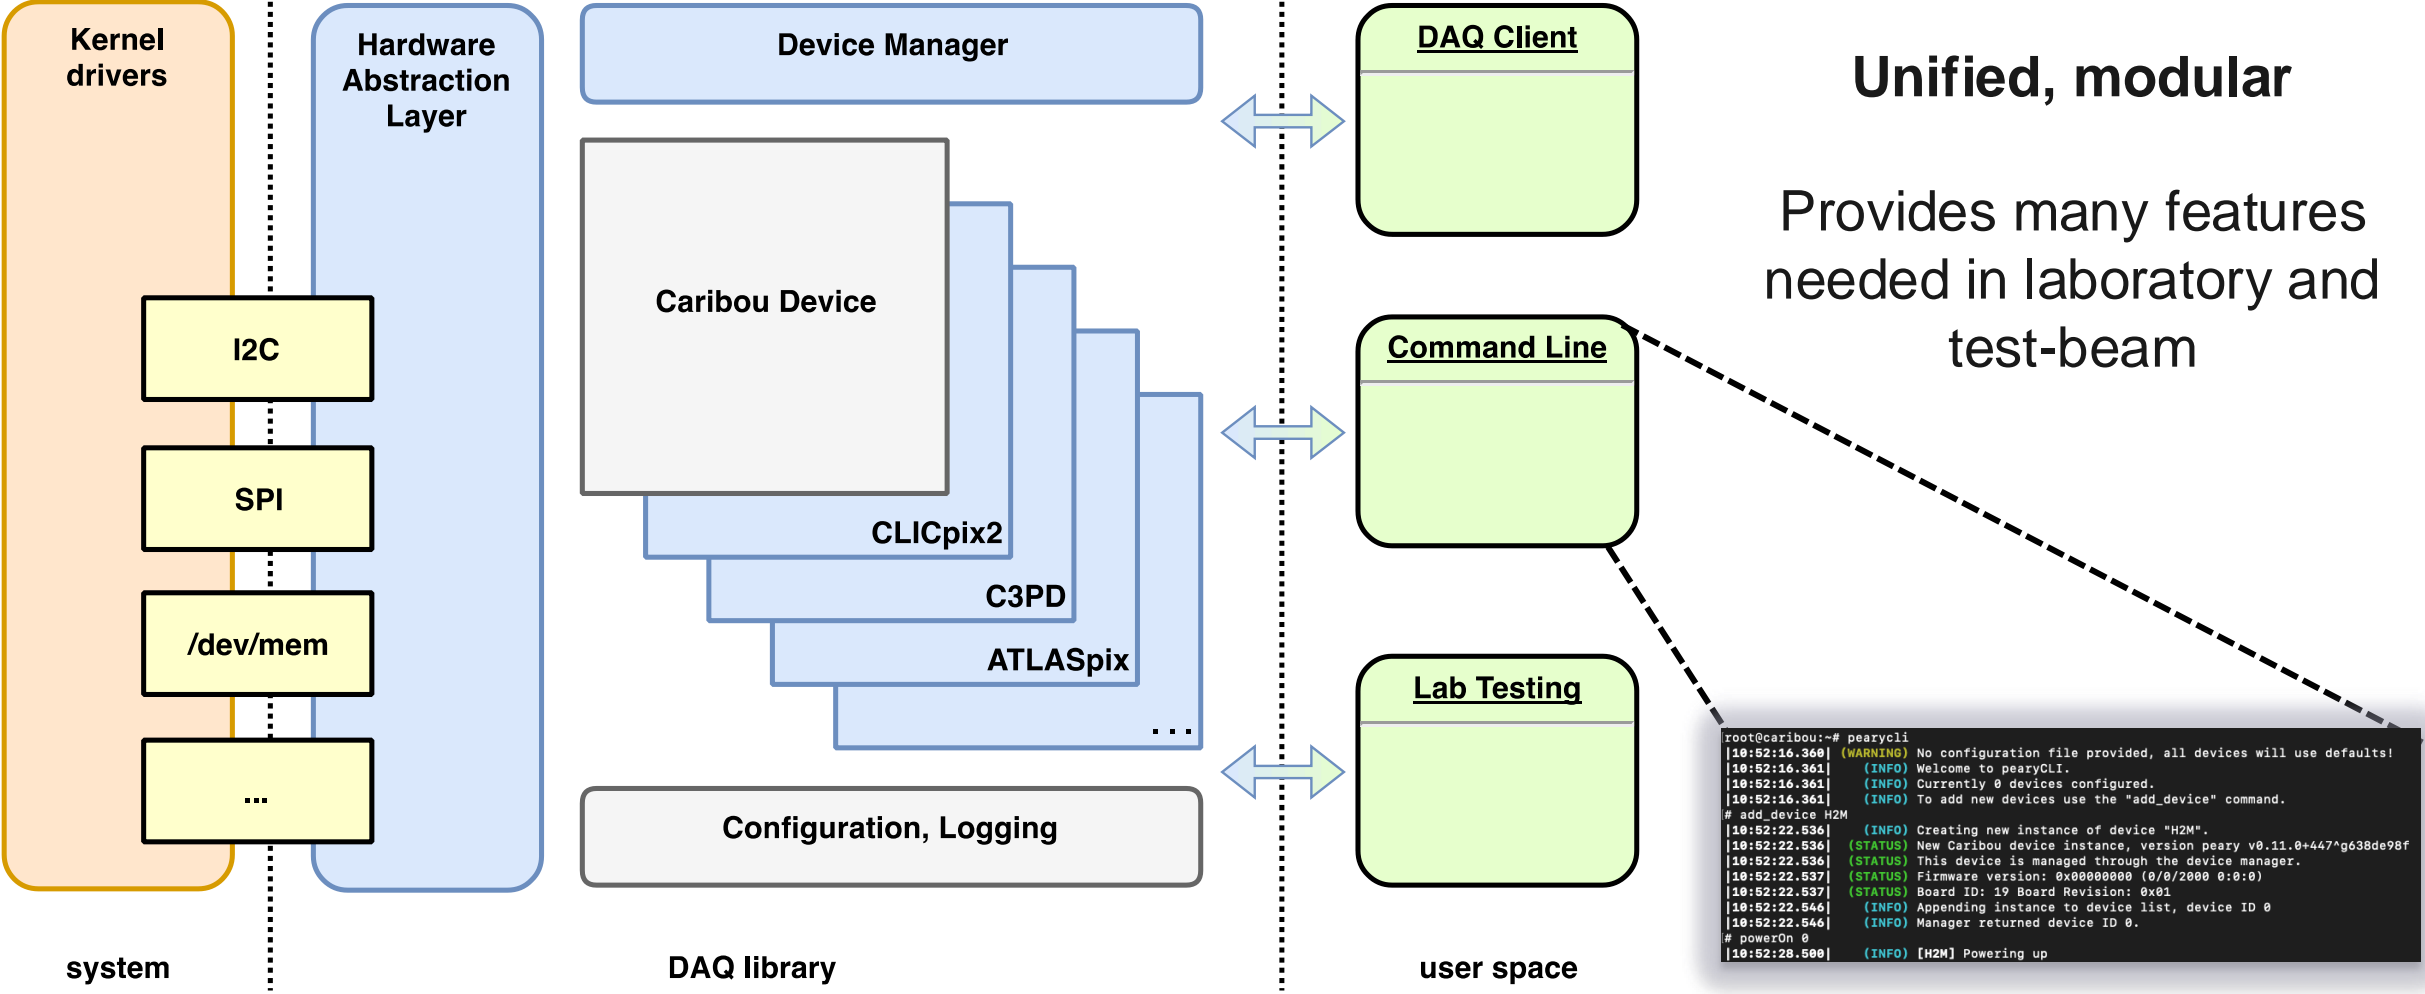 Kernel
drivers
Hardware
Abstraction
Layer
Device Manager
DAQ Client
Unified, modular
Provides many features
needed in laboratory and
test-beam
Caribou Device
I2C
Command Line
SPI
CLICpix2
C3PD
/dev/mem
ATLASpix
...
Lab Testing
...
Configuration, Logging
[root@caribou:~# pearycli
|10:52:16.360| (WARNING) No configuration file provided, all devices will use defaults!
|10:52:16.361| (INFO) Welcome to pearyCLI.
|10:52:16.361| (INFO) Currently 0 devices configured.
|10:52:16.361| (INFO) To add new devices use the "add_device" command.
[# add_device H2M
|10:52:22.536| (INFO) Creating new instance of device "H2M".
|10:52:22.536| (STATUS) New Caribou device instance, version peary v0.11.0+447^g638de98f
|10:52:22.536| (STATUS) This device is managed through the device manager.
|10:52:22.537| (STATUS) Firmware version: 0x00000000 (0/0/2000 0:0:0)
|10:52:22.537| (STATUS) Board ID: 19 Board Revision: 0x01
|10:52:22.546| (INFO) Appending instance to device list, device ID 0
|10:52:22.546| (INFO) Manager returned device ID 0.
[# powerOn 0
|10:52:28.500| (INFO) [H2M] Powering up
system
DAQ library
user space